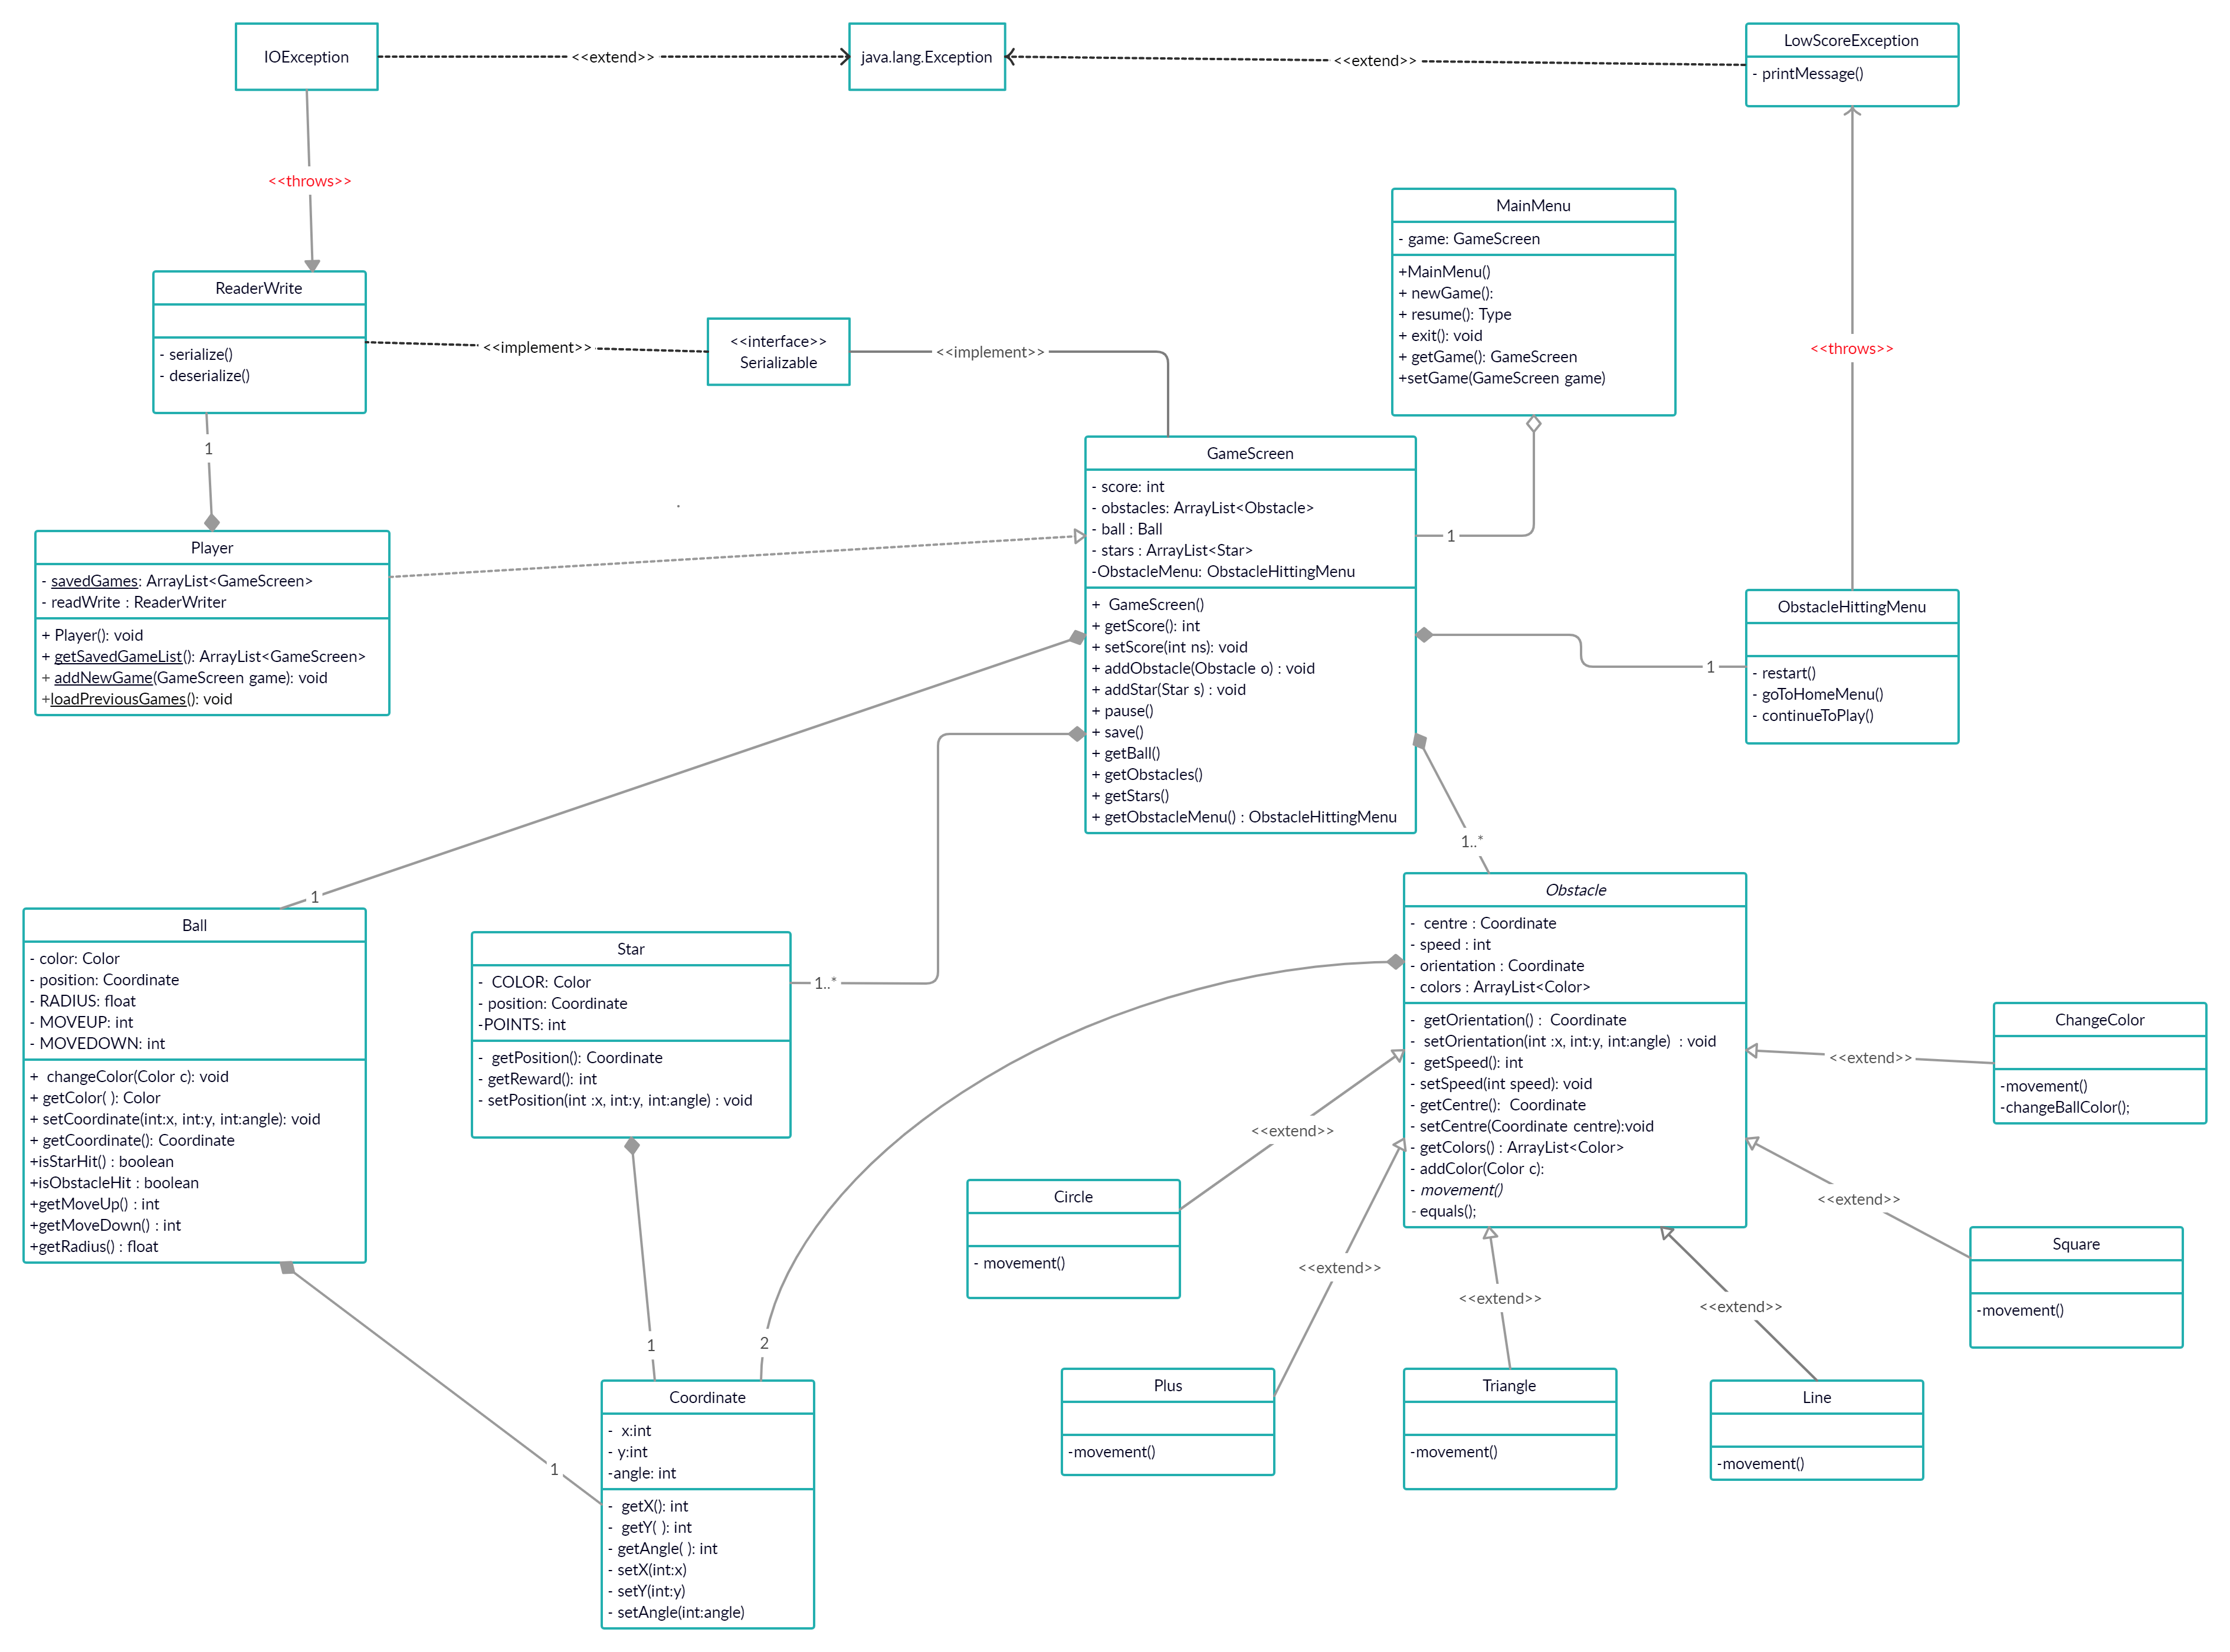 IOException
<<extend>>
java.lang.Exception
<<extend>>
LowScoreException
- printMessage()
<<throws>>
MainMenu
- game: GameScreen
+MainMenu()
+ newGame():
+ resume(): Type
+ exit(): void
+ getGame(): GameScreen
+setGame(GameScreen game)
<<throws>>
ReaderWrite
- serialize()
- deserialize()
<<implement>>
<<interface>>
Serializable
<<implement>>
1
GameScreen
- score: int
- obstacles: ArrayList<Obstacle>
- ball : Ball
- stars : ArrayList<Star>
-ObstacleMenu: ObstacleHittingMenu
+  GameScreen()
+ getScore(): int
+ setScore(int ns): void
+ addObstacle(Obstacle o) : void
+ addStar(Star s) : void
+ pause()
+ save()
+ getBall()
+ getObstacles()
+ getStars()
+ getObstacleMenu() : ObstacleHittingMenu
1
Player
- savedGames: ArrayList<GameScreen>
- readWrite : ReaderWriter
+ Player(): void
+ getSavedGameList(): ArrayList<GameScreen>
+ addNewGame(GameScreen game): void
+loadPreviousGames(): void
ObstacleHittingMenu
- restart()
- goToHomeMenu()
- continueToPlay()
1
1..*
1
Ball
- color: Color
- position: Coordinate
- RADIUS: float
- MOVEUP: int
- MOVEDOWN: int
+  changeColor(Color c): void
+ getColor( ): Color
+ setCoordinate(int:x, int:y, int:angle): void
+ getCoordinate(): Coordinate
+isStarHit() : boolean
+isObstacleHit : boolean
+getMoveUp() : int
+getMoveDown() : int
+getRadius() : float
Star
-  COLOR: Color
- position: Coordinate
-POINTS: int
-  getPosition(): Coordinate
- getReward(): int
- setPosition(int :x, int:y, int:angle) : void
1..*
Obstacle
-  centre : Coordinate
- speed : int
- orientation : Coordinate
- colors : ArrayList<Color>
-  getOrientation() :  Coordinate
-  setOrientation(int :x, int:y, int:angle)  : void
-  getSpeed(): int
- setSpeed(int speed): void
- getCentre():  Coordinate
- setCentre(Coordinate centre):void
- getColors() : ArrayList<Color>
- addColor(Color c):
- movement()
- equals();
<<extend>>
ChangeColor
-movement()
-changeBallColor();
<<extend>>
Circle
- movement()
<<extend>>
<<extend>>
<<extend>>
<<extend>>
Square
-movement()
1
2
1
Coordinate
-  x:int
- y:int
-angle: int
-  getX(): int
-  getY( ): int
- getAngle( ): int
- setX(int:x)
- setY(int:y)
- setAngle(int:angle)
Plus
-movement()
Triangle
-movement()
Line
-movement()